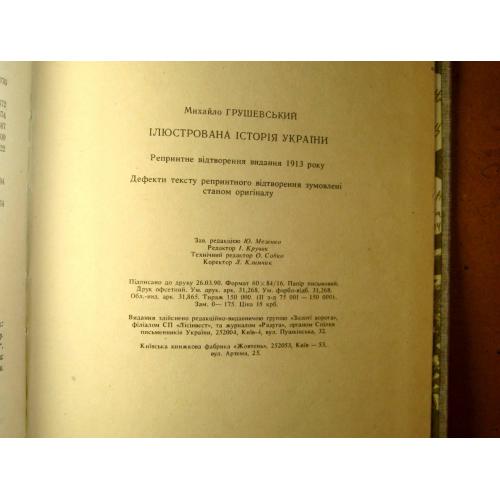 Михайло ГРУШЕВСЬКИЙ
ІЛЮСТРОВАНА ІСТОРІЯ УКРАЇНИ
Репринтне відтворення видання 1913 року
Дефекти тексту репринтного відтворення зумовлені
станом оригіналу
Зав. редакцією Ю. Мезенко
Редактор І. Кручик
Технічний редактор О. Собко
Коректор Л. Климчик
Підписано до друку 26.03.90. Формат 60×84/16. Папір письмовий.
Друк офсетний. Ум. друк. арк. 31,268. Ум. фарбо-відб. 31,268.
Обл.-вид. арк. 31,865. Тираж 150 000. (II з-д 75 001 — 150 000).
Зам. 0—175. Ціна 15 крб.
Видання здійснено редакційно-видавничою групою «Золоті ворота»,
філіалом СП «Лісінвест», та журналом «Радуга», органом Спілки
письменників України, 252004, Київ-4, вул. Пушкінська, 32.
Київська книжкова фабрика «Жовтень», 252053, Київ — 53,
вул. Артема, 25.